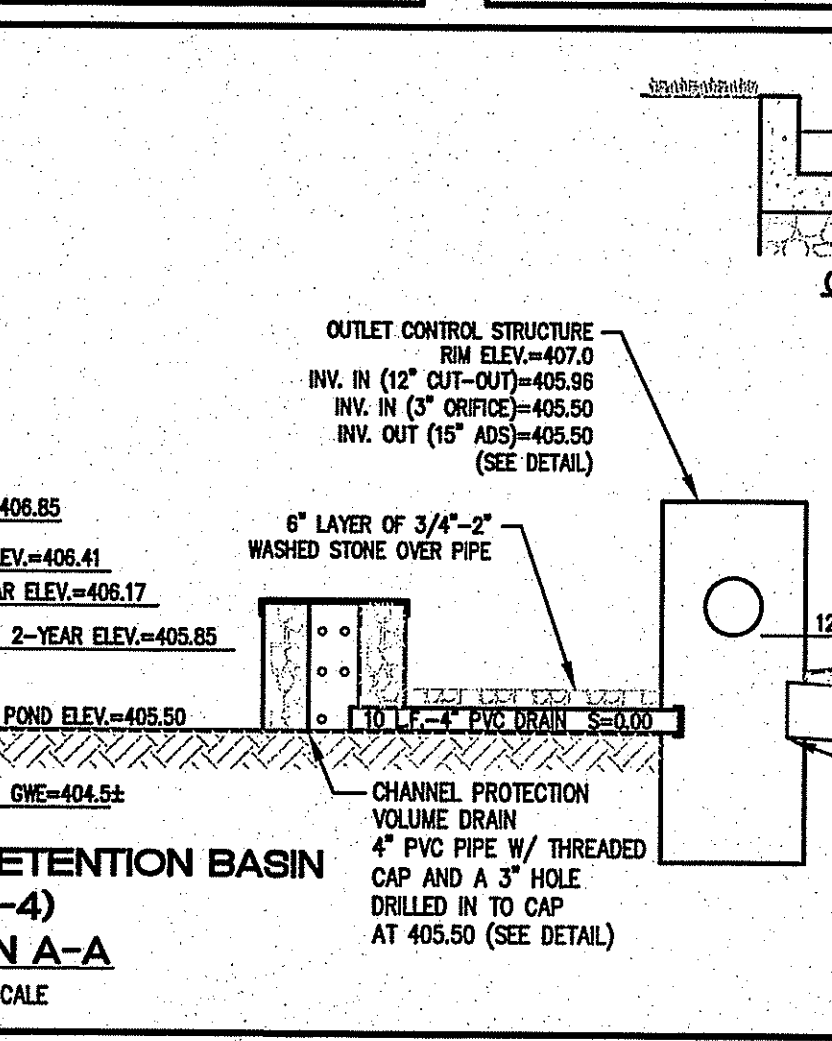 OUTLET CONTROL STRUCTURE
RIM ELEV.=407.0
INV. IN (12" CUT-OUT)=405.96
INV. IN (3" ORIFICE)=405.50
INV. OUT (15" ADS)=405.50
(SEE DETAIL)
406.85
6" LAYER OF 3/4"-2"
WASHED STONE OVER PIPE
EV.=406.41
AR ELEV.=406.17
2-YEAR ELEV.=405.85
12
POND ELEV.=405.50
10 L.F.-4" PVC DRAIN S=0.00
GWE=404.5±
CHANNEL PROTECTION
VOLUME DRAIN
4" PVC PIPE W/ THREADED
CAP AND A 3" HOLE
DRILLED IN TO CAP
AT 405.50 (SEE DETAIL)
ETENTION BASIN
-4)
N A-A
CALE